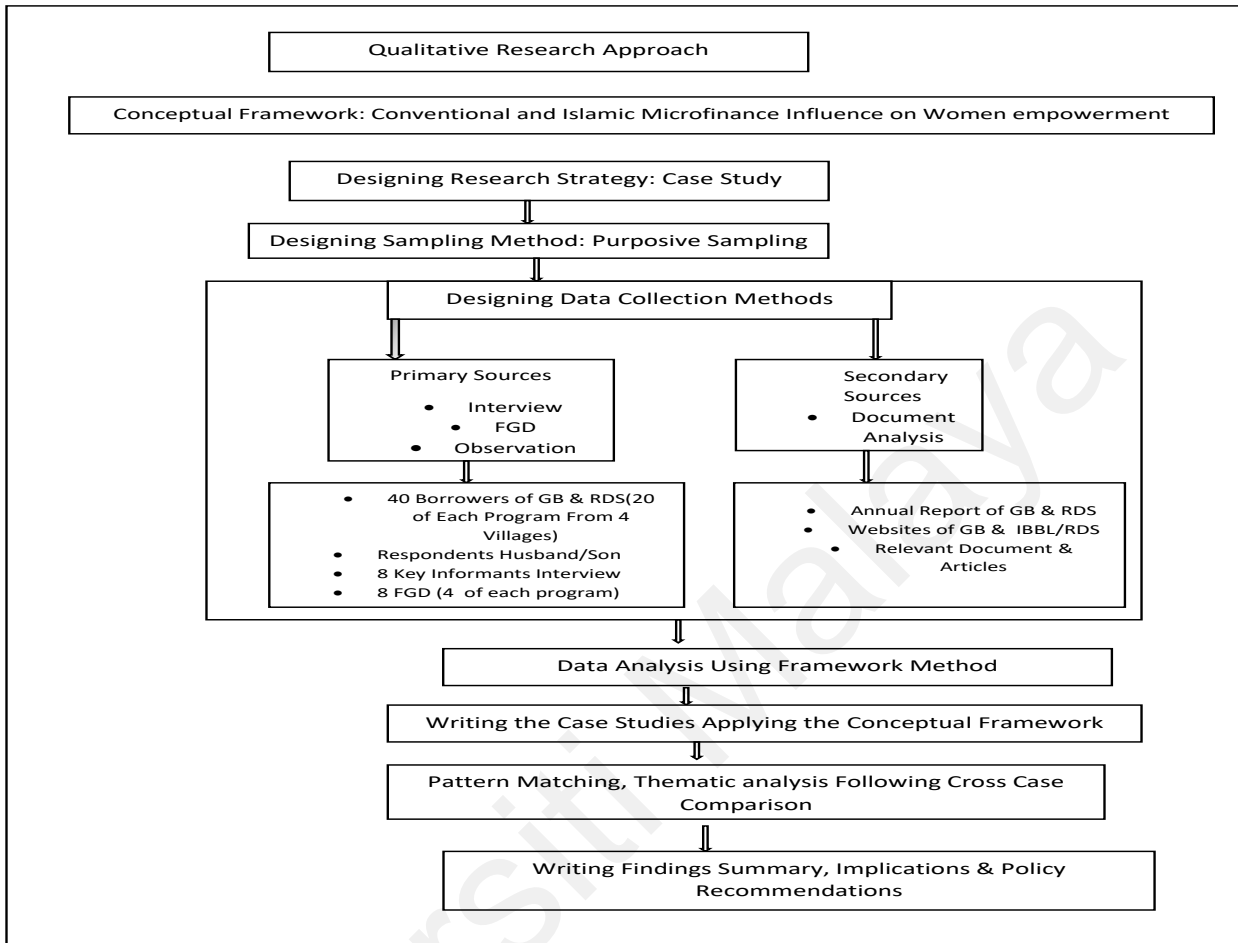 Qualitative Research Approach
Conceptual Framework: Conventional and Islamic Microfinance Influence on Women empowerment
Designing Research Strategy: Case Study
Designing Sampling Method: Purposive Sampling
Designing Data Collection Methods
Primary Sources
• Interview
• FGD
• Observation
Secondary
Sources
• Document
Analysis
• 40 Borrowers of GB & RDS(20
of Each Program From 4
Villages)
• Respondents Husband/Son
• 8 Key Informants Interview
• 8 FGD (4 of each program)
• Annual Report of GB & RDS
• Websites of GB & IBBL/RDS
• Relevant Document &
Articles
Data Analysis Using Framework Method
Writing the Case Studies Applying the Conceptual Framework
Pattern Matching, Thematic analysis Following Cross Case
Comparison
Writing Findings Summary, Implications & Policy
Recommendations
rsiti Malaya